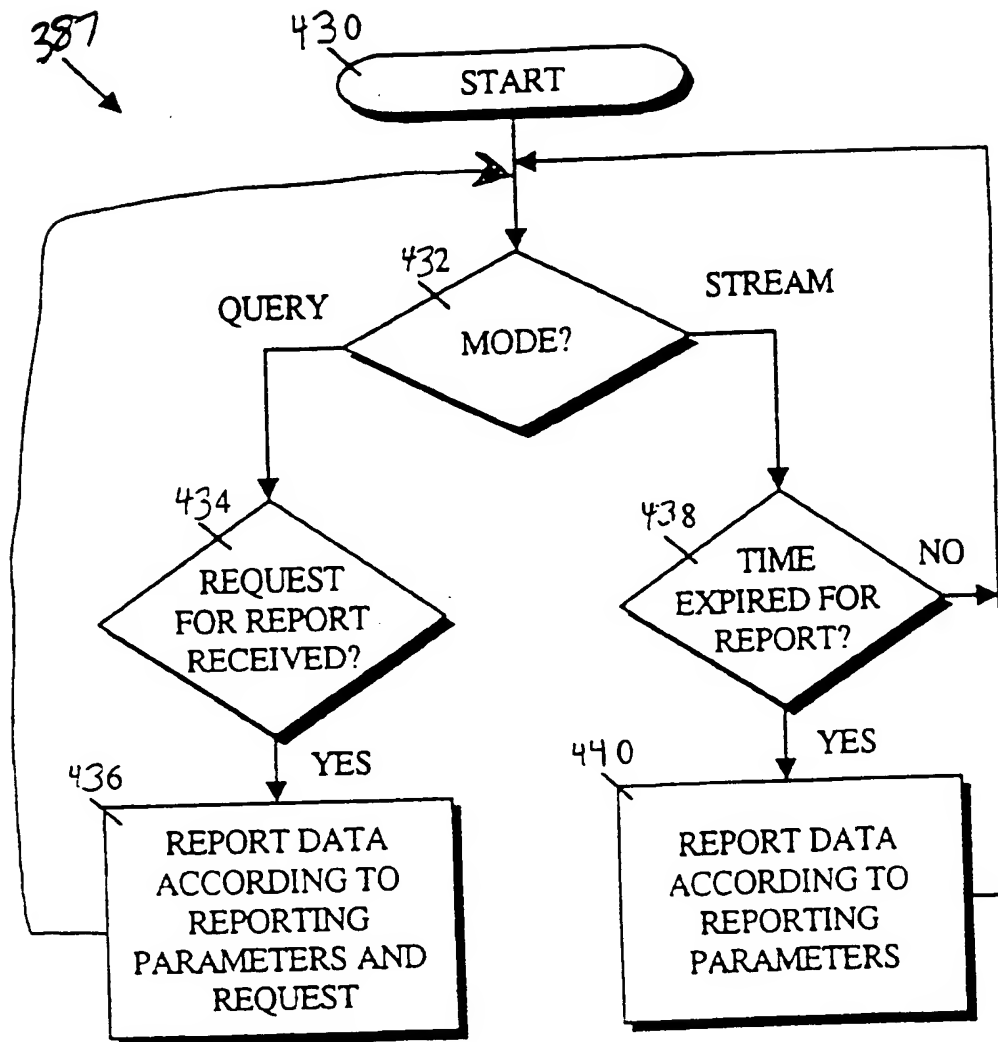 387
430
START
432
QUERY
STREAM
MODE?
434
REQUEST
FOR REPORT
RECEIVED?
438
TIME
EXPIRED FOR
REPORT?
NO
YES
YES
436
REPORT DATA
ACCORDING TO
REPORTING
PARAMETERS AND
REQUEST
440
REPORT DATA
ACCORDING TO
REPORTING
PARAMETERS